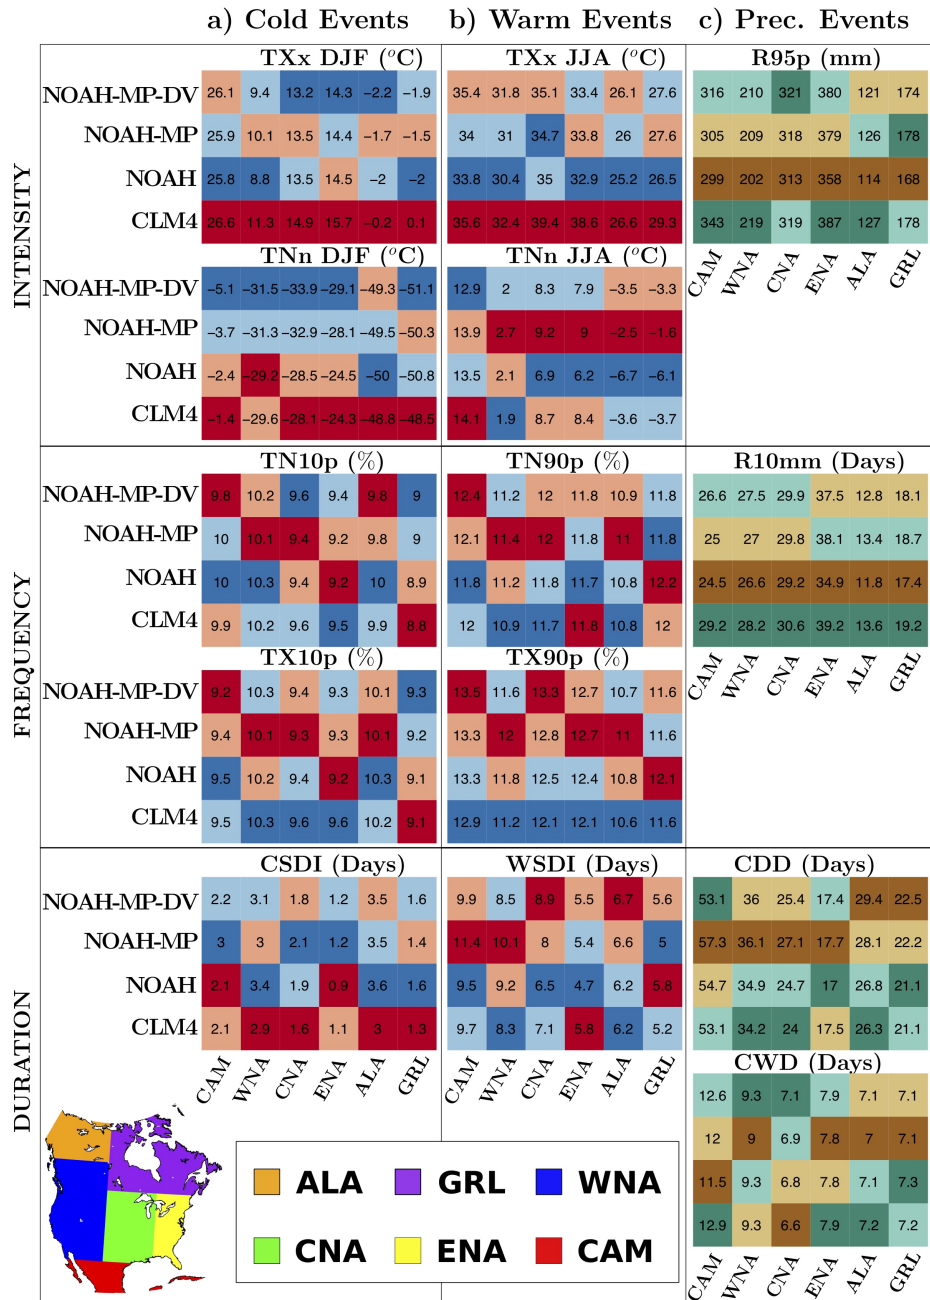 a) Cold Events b) Warm Events c) Prec. Events
INTENSITY
TXx DJF (°C) TXx JJA (°C) R95p (mm)
NOAH-MP-DV 26.1 9.4 13.2 14.3 −2.2 −1.9 35.4 31.8 35.1 33.4 26.1 27.6 316 210 321 380 121 174
NOAH-MP 25.9 10.1 13.5 14.4 −1.7 −1.5 34 31 34.7 33.8 26 27.6 305 209 318 379 126 178
NOAH 25.8 8.8 13.5 14.5 −2 −2 33.8 30.4 35 32.9 25.2 26.5 299 202 313 358 114 168
CLM4 26.6 11.3 14.9 15.7 −0.2 0.1 35.6 32.4 39.4 38.6 26.6 29.3 343 219 319 387 127 178
CAM WNA CNA ENA ALA GRL
TNn DJF (°C) TNn JJA (°C)
NOAH-MP-DV −5.1 −31.5 −33.9 −29.1 −49.3 −51.1 12.9 2 8.3 7.9 −3.5 −3.3
NOAH-MP −3.7 −31.3 −32.9 −28.1 −49.5 −50.3 13.9 2.7 9.2 9 −2.5 −1.6
NOAH −2.4 −29.2 −28.5 −24.5 −50 −50.8 13.5 2.1 6.9 6.2 −6.7 −6.1
CLM4 −1.4 −29.6 −28.1 −24.3 −48.8 −48.5 14.1 1.9 8.7 8.4 −3.6 −3.7
FREQUENCY
TN10p (%) TN90p (%) R10mm (Days)
NOAH-MP-DV 9.8 10.2 9.6 9.4 9.8 9 12.4 11.2 12 11.8 10.9 11.8 26.6 27.5 29.9 37.5 12.8 18.1
NOAH-MP 10 10.1 9.4 9.2 9.8 9 12.1 11.4 12 11.8 11 11.8 25 27 29.8 38.1 13.4 18.7
NOAH 10 10.3 9.4 9.2 10 8.9 11.8 11.2 11.8 11.7 10.8 12.2 24.5 26.6 29.2 34.9 11.8 17.4
CLM4 9.9 10.2 9.6 9.5 9.9 8.8 12 10.9 11.7 11.8 10.8 12 29.2 28.2 30.6 39.2 13.6 19.2
CAM WNA CNA ENA ALA GRL
TX10p (%) TX90p (%)
NOAH-MP-DV 9.2 10.3 9.4 9.3 10.1 9.3 13.5 11.6 13.3 12.7 10.7 11.6
NOAH-MP 9.4 10.1 9.3 9.3 10.1 9.2 13.3 12 12.8 12.7 11 11.6
NOAH 9.5 10.2 9.4 9.2 10.3 9.1 13.3 11.8 12.5 12.4 10.8 12.1
CLM4 9.5 10.3 9.6 9.6 10.2 9.1 12.9 11.2 12.1 12.1 10.6 11.6
DURATION
CSDI (Days) WSDI (Days) CDD (Days)
NOAH-MP-DV 2.2 3.1 1.8 1.2 3.5 1.6 9.9 8.5 8.9 5.5 6.7 5.6 53.1 36 25.4 17.4 29.4 22.5
NOAH-MP 3 3 2.1 1.2 3.5 1.4 11.4 10.1 8 5.4 6.6 5 57.3 36.1 27.1 17.7 28.1 22.2
NOAH 2.1 3.4 1.9 0.9 3.6 1.6 9.5 9.2 6.5 4.7 6.2 5.8 54.7 34.9 24.7 17 26.8 21.1
CLM4 2.1 2.9 1.6 1.1 3 1.3 9.7 8.3 7.1 5.8 6.2 5.2 53.1 34.2 24 17.5 26.3 21.1
CAM WNA CNA ENA ALA GRL CAM WNA CNA ENA ALA GRL
CWD (Days)
12.6 9.3 7.1 7.9 7.1 7.1
12 9 6.9 7.8 7 7.1
11.5 9.3 6.8 7.8 7.1 7.3
12.9 9.3 6.6 7.9 7.2 7.2
CAM WNA CNA ENA ALA GRL
ALA GRL WNA
CNA ENA CAM